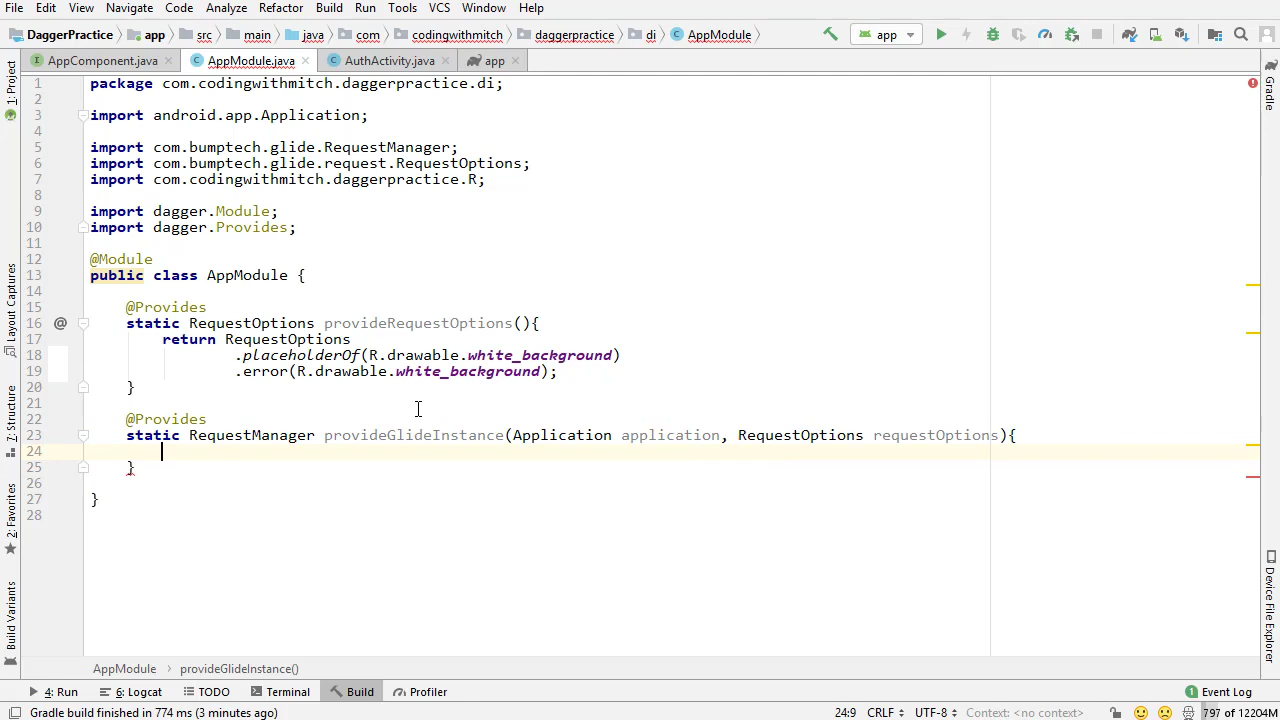 File Edit View Navigate Code Analyze Refactor Build Run Tools VCS Window Help
DaggerPractice app src main java com codingwithmitch daggerpractice di AppModule app
AppComponent.java AppModule.java AuthActivity.java app
1 package com.codingwithmitch.daggerpractice.di;
2
3 import android.app.Application;
4
5 import com.bumptech.glide.RequestManager;
6 import com.bumptech.glide.request.RequestOptions;
7 import com.codingwithmitch.daggerpractice.R;
8
9 import dagger.Module;
10 import dagger.Provides;
11
12 @Module
13 public class AppModule {
14
15 @Provides
16 @ static RequestOptions provideRequestOptions(){
17 return RequestOptions
18 .placeholderOf(R.drawable.white_background)
19 .error(R.drawable.white_background);
20 }
21
22 @Provides
23 static RequestManager provideGlideInstance(Application application, RequestOptions requestOptions){
24
25 }
26
27 }
28
1: Project
Layout Captures
Z: Structure
2: Favorites
Build Variants
Gradle
Device File Explorer
AppModule provideGlideInstance()
4: Run 6: Logcat TODO Terminal Build Profiler 1 Event Log
Gradle build finished in 774 ms (3 minutes ago) 24:9 CRLF UTF-8 Context: <no context> 797 of 12204M